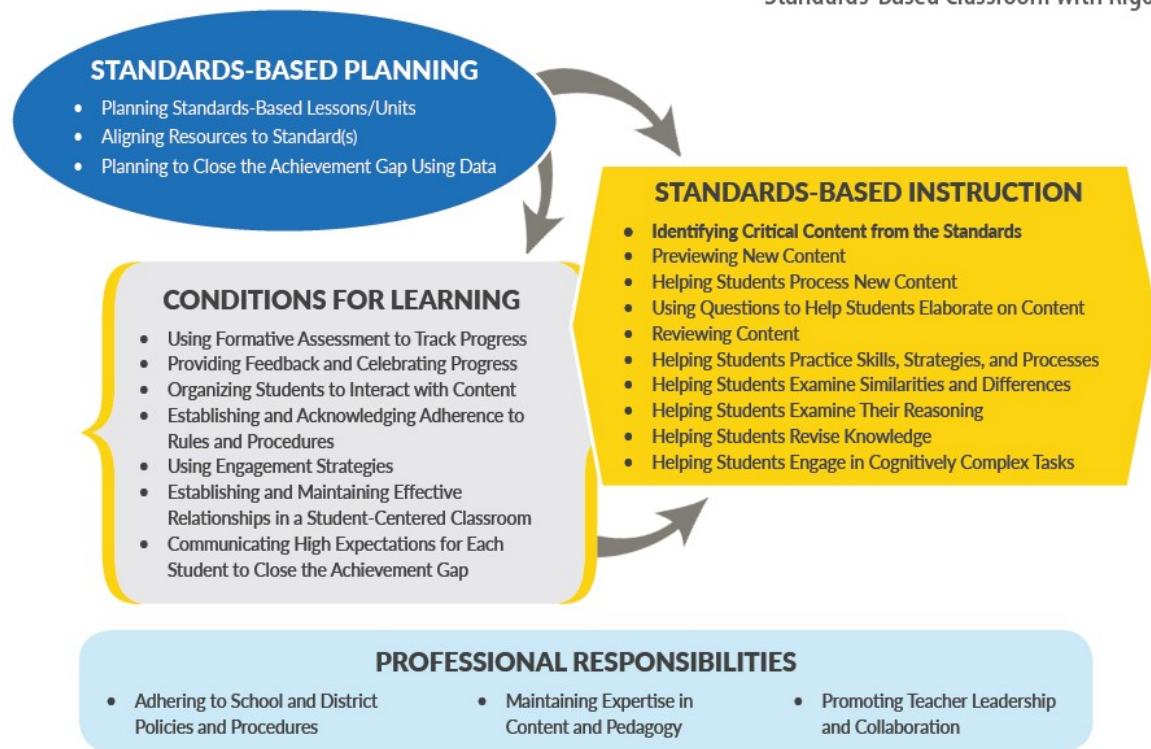 Standards-Based Classroom with
STANDARDS-BASED PLANNING
• Planning Standards-Based Lessons/Units
• Aligning Resources to Standard(s)
• Planning to Close the Achievement Gap Using Data
STANDARDS-BASED INSTRUCTION
• Identifying Critical Content from the Standards
• Previewing New Content
• Helping Students Process New Content
• Using Questions to Help Students Elaborate on Content
• Reviewing Content
• Helping Students Practice Skills, Strategies, and Processes
• Helping Students Examine Similarities and Differences
• Helping Students Examine Their Reasoning
• Helping Students Revise Knowledge
• Helping Students Engage in Cognitively Complex Tasks
CONDITIONS FOR LEARNING
• Using Formative Assessment to Track Progress
• Providing Feedback and Celebrating Progress
• Organizing Students to Interact with Content
• Establishing and Acknowledging Adherence to
Rules and Procedures
• Using Engagement Strategies
• Establishing and Maintaining Effective
Relationships in a Student-Centered Classroom
• Communicating High Expectations for Each
Student to Close the Achievement Gap
PROFESSIONAL RESPONSIBILITIES
• Adhering to School and District
Policies and Procedures
• Maintaining Expertise in
Content and Pedagogy
• Promoting Teacher Leadership
and Collaboration